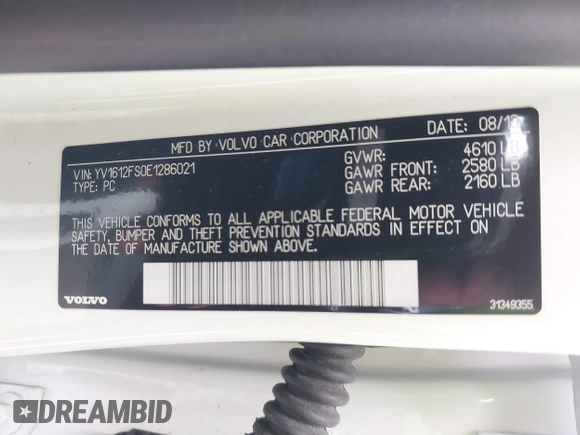 MFD BY VOLVO CAR CORPORATION DATE: 08/13
VIN: YV1612FS0E1286021 GVWR: 4610 LB
TYPE: PC GAWR FRONT: 2580 LB
GAWR REAR: 2160 LB
THIS VEHICLE CONFORMS TO ALL APPLICABLE FEDERAL MOTOR VEHICLE
SAFETY, BUMPER AND THEFT PREVENTION STANDARDS IN EFFECT ON
THE DATE OF MANUFACTURE SHOWN ABOVE.
VOLVO 31349355
DREAMBID